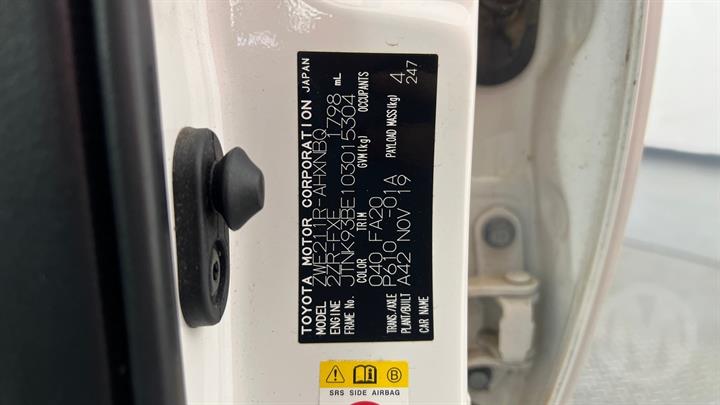 TOYOTA MOTOR CORPORATION JAPAN
MODEL ZWE211R-AHXNBQ
ENGINE 2ZR-FXE 1798 mL
FRAME No. JTNK93BE103015304
COLOR TRIM GVM(kg) OCCUPANTS
040 FA20 4
TRANS./AXLE P610 -01A PAYLOAD MASS(kg) 247
PLANT/BUILT A42 NOV '19
CAR NAME
B
SRS SIDE AIRBAG